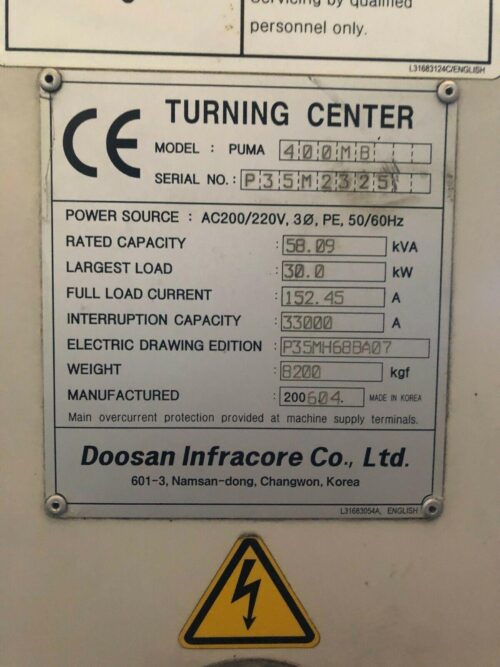 Servicing by qualified
personnel only.
L31683124C/ENGLISH
CE TURNING CENTER
MODEL : PUMA 400MB
SERIAL NO. : P35M2325
POWER SOURCE : AC200/220V, 3Ø, PE, 50/60Hz
RATED CAPACITY : 58.09 kVA
LARGEST LOAD : 30.0 kW
FULL LOAD CURRENT : 152.45 A
INTERRUPTION CAPACITY : 33000 A
ELECTRIC DRAWING EDITION : P35MH68BA07
WEIGHT : 8200 kgf
MANUFACTURED : 200604. MADE IN KOREA
Main overcurrent protection provided at machine supply terminals.
Doosan Infracore Co., Ltd.
601-3, Namsan-dong, Changwon, Korea
L31683054A, ENGLISH